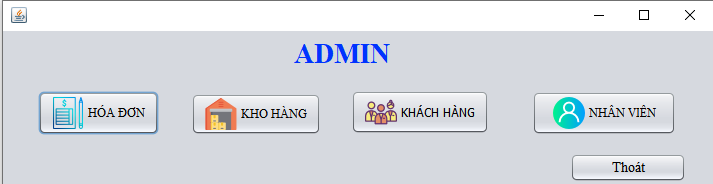 ADMIN
HÓA ĐƠN KHO HÀNG KHÁCH HÀNG NHÂN VIÊN
Thoát